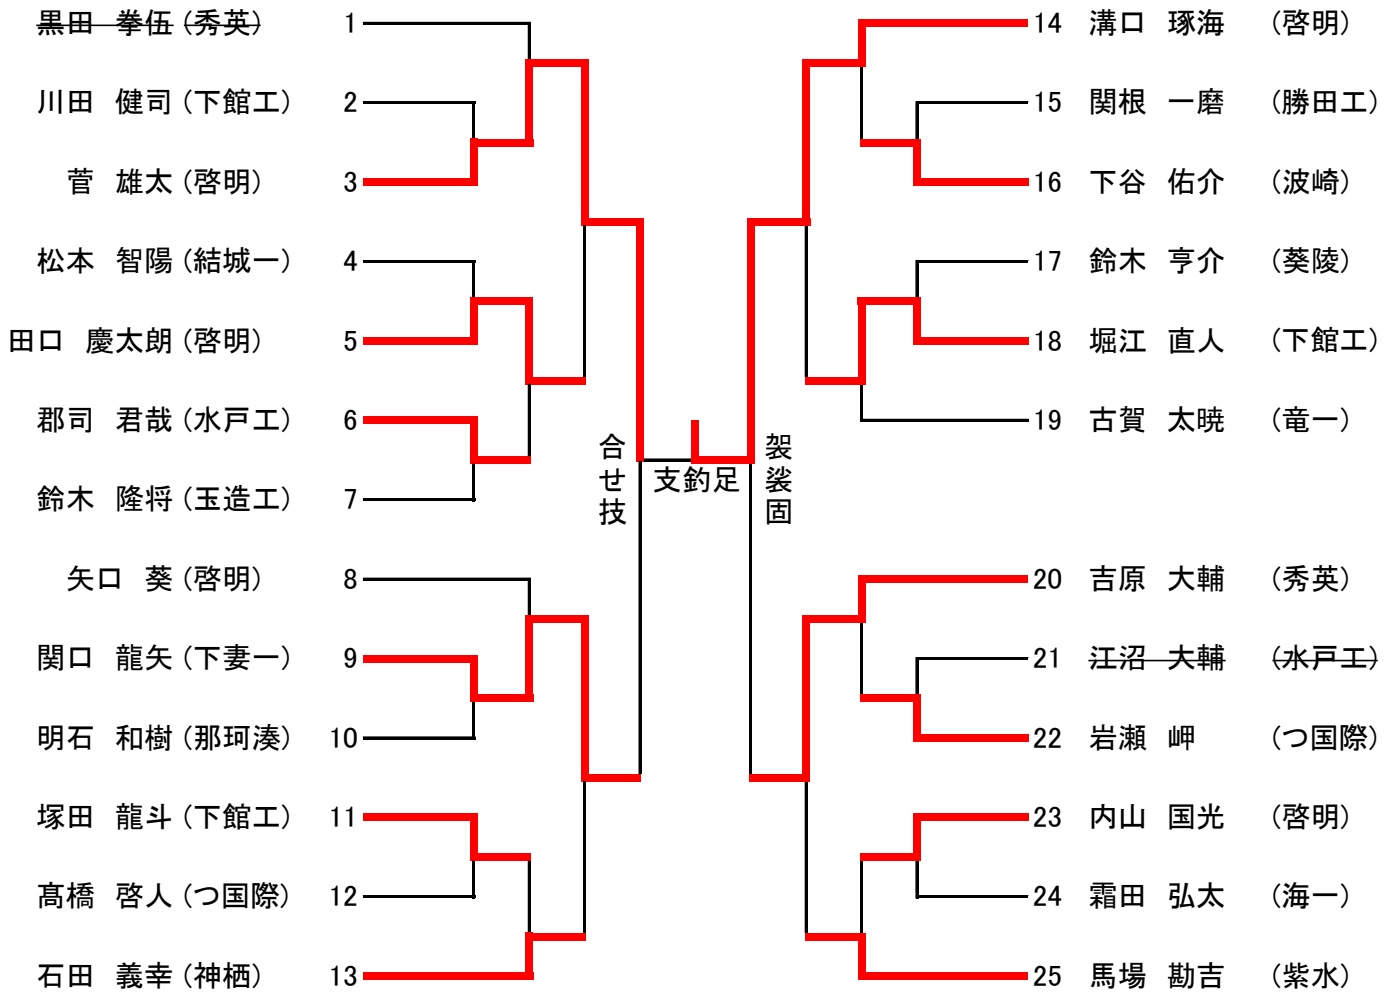 黒田 拳伍 (秀英) 1
川田 健司 (下館工) 2
菅 雄太 (啓明) 3
松本 智陽 (結城一) 4
田口 慶太朗 (啓明) 5
郡司 君哉 (水戸工) 6
鈴木 隆将 (玉造工) 7
矢口 葵 (啓明) 8
関口 龍矢 (下妻一) 9
明石 和樹 (那珂湊) 10
塚田 龍斗 (下館工) 11
髙橋 啓人 (つ国際) 12
石田 義幸 (神栖) 13
合せ技
支釣足
袈裟固
14 溝口 琢海 (啓明)
15 関根 一磨 (勝田工)
16 下谷 佑介 (波崎)
17 鈴木 亨介 (葵陵)
18 堀江 直人 (下館工)
19 古賀 太暁 (竜一)
20 吉原 大輔 (秀英)
21 江沼 大輔 (水戸工)
22 岩瀬 岬 (つ国際)
23 内山 国光 (啓明)
24 霜田 弘太 (海一)
25 馬場 勘吉 (紫水)